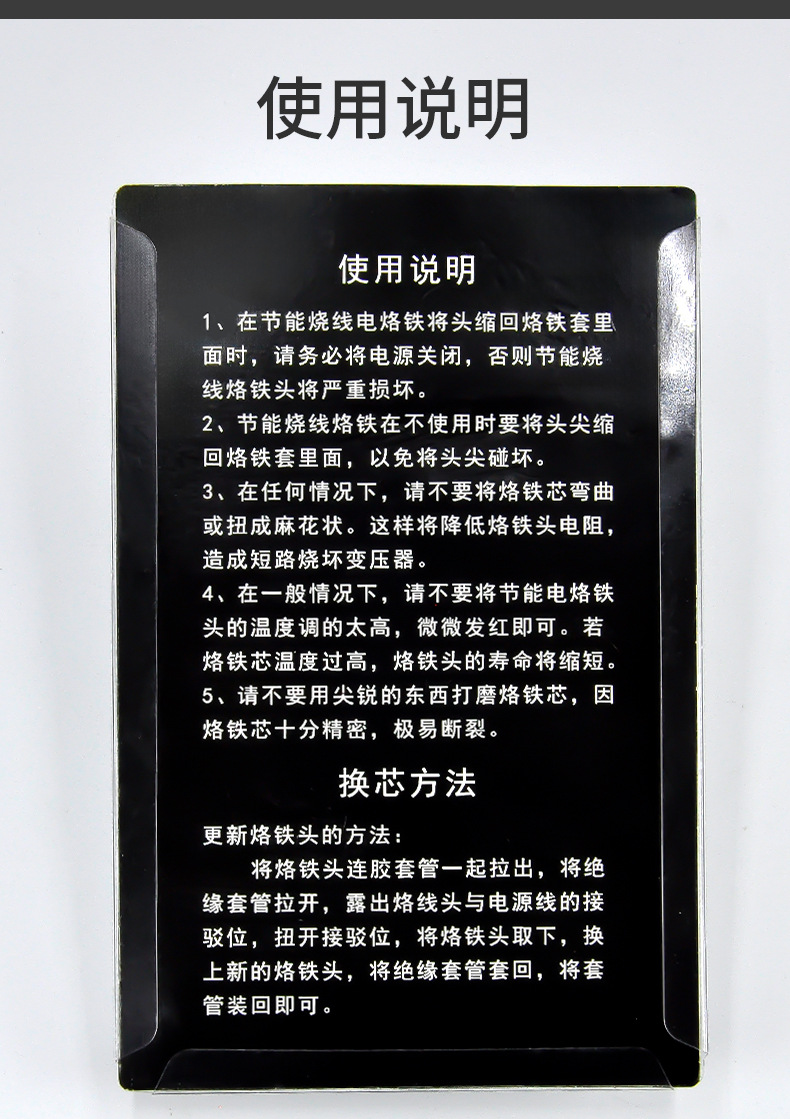 使用说明
使用说明
1、在节能烧线电烙铁将头缩回烙铁套里
面时，请务必将电源关闭，否则节能烧
线烙铁头将严重损坏。
2、节能烧线烙铁在不使用时要将头尖缩
回烙铁套里面，以免将头尖碰坏。
3、在任何情况下，请不要将烙铁芯弯曲
或扭成麻花状。这样将降低烙铁头电阻，
造成短路烧坏变压器。
4、在一般情况下，请不要将节能电烙铁
头的温度调的太高，微微发红即可。若
烙铁芯温度过高，烙铁头的寿命将缩短。
5、请不要用尖锐的东西打磨烙铁芯，因
烙铁芯十分精密，极易断裂。
换芯方法
更新烙铁头的方法：
将烙铁头连胶套管一起拉出，将绝
缘套管拉开，露出烙线头与电源线的接
驳位，扭开接驳位，将烙铁头取下，换
上新的烙铁头，将绝缘套管套回，将套
管装回即可。